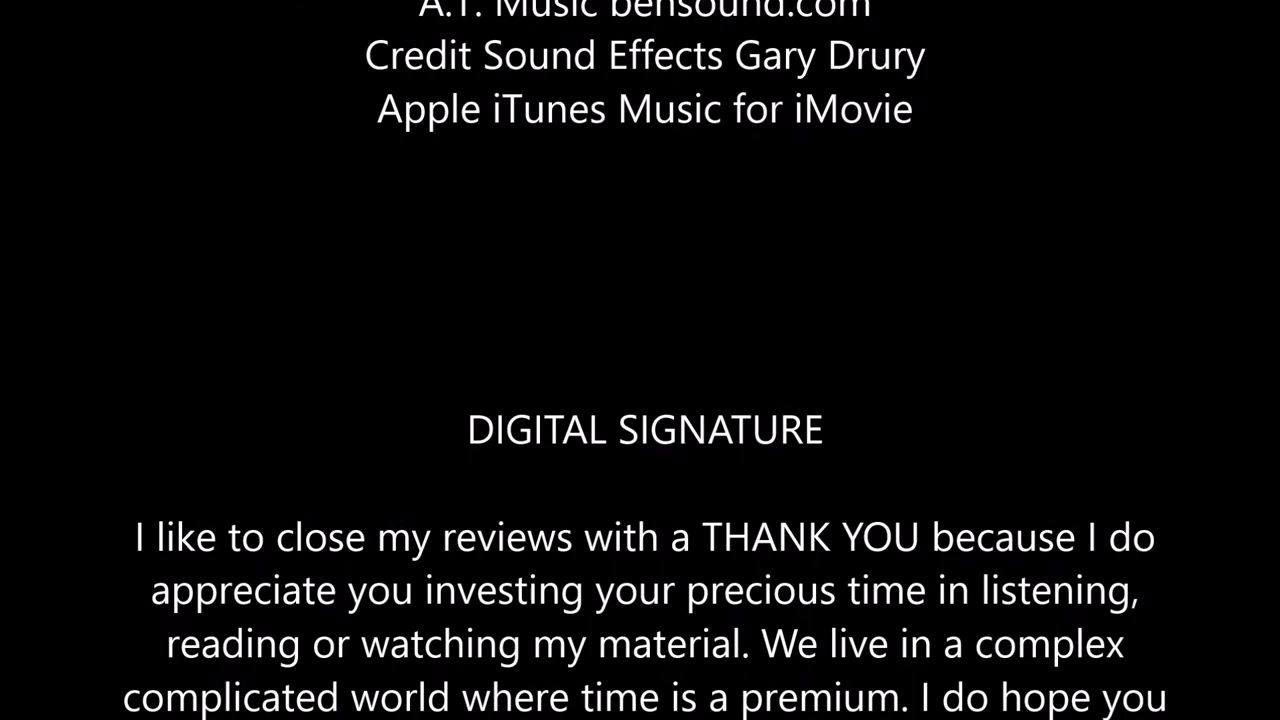 A.T. Music bensound.com
Credit Sound Effects Gary Drury
Apple iTunes Music for iMovie
DIGITAL SIGNATURE
I like to close my reviews with a THANK YOU because I do
appreciate you investing your precious time in listening,
reading or watching my material. We live in a complex
complicated world where time is a premium. I do hope you